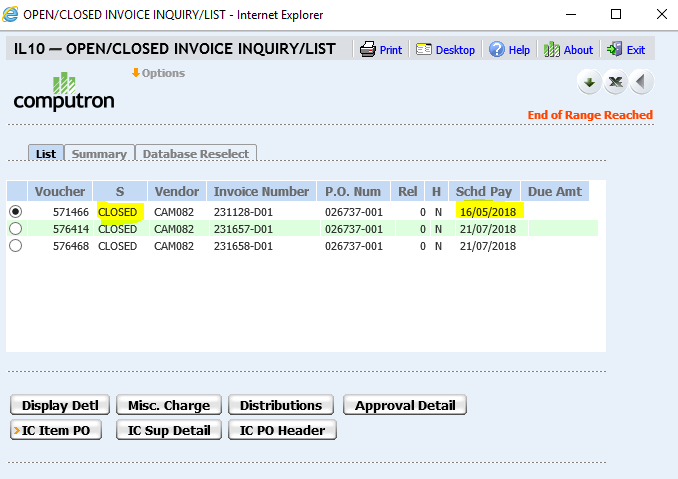 OPEN/CLOSED INVOICE INQUIRY/LIST - Internet Explorer
IL10 — OPEN/CLOSED INVOICE INQUIRY/LIST Print Desktop Help About Exit
Options
computron
End of Range Reached
List Summary Database Reselect
Voucher S Vendor Invoice Number P.O. Num Rel H Schd Pay Due Amt
571466 CLOSED CAM082 231128-D01 026737-001 0 N 16/05/2018
576414 CLOSED CAM082 231657-D01 026737-001 0 N 21/07/2018
576468 CLOSED CAM082 231658-D01 026737-001 0 N 21/07/2018
Display Detl Misc. Charge Distributions Approval Detail
IC Item PO IC Sup Detail IC PO Header